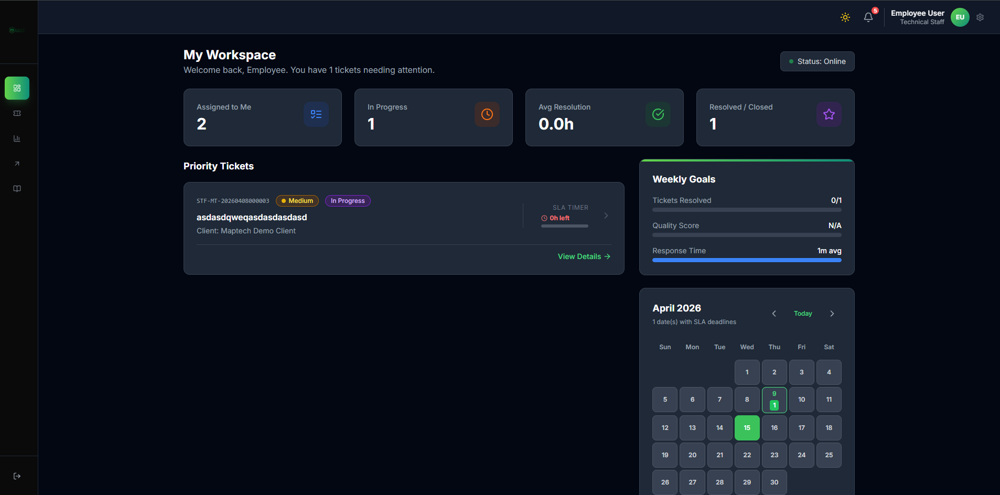 5
Employee User
Technical Staff
EU
My Workspace
Welcome back, Employee. You have 1 tickets needing attention.
Status: Online
Assigned to Me
2
In Progress
1
Avg Resolution
0.0h
Resolved / Closed
1
Priority Tickets
STF-MT-20260408000003 Medium In Progress
asdasdqweqasdasdasdasd
Client: Maptech Demo Client
SLA TIMER
0h left
View Details →
Weekly Goals
Tickets Resolved 0/1
Quality Score N/A
Response Time 1m avg
April 2026
1 date(s) with SLA deadlines
Today
Sun Mon Tue Wed Thu Fri Sat
1 2 3 4
5 6 7 8 9 10 11
1
12 13 14 15 16 17 18
19 20 21 22 23 24 25
26 27 28 29 30